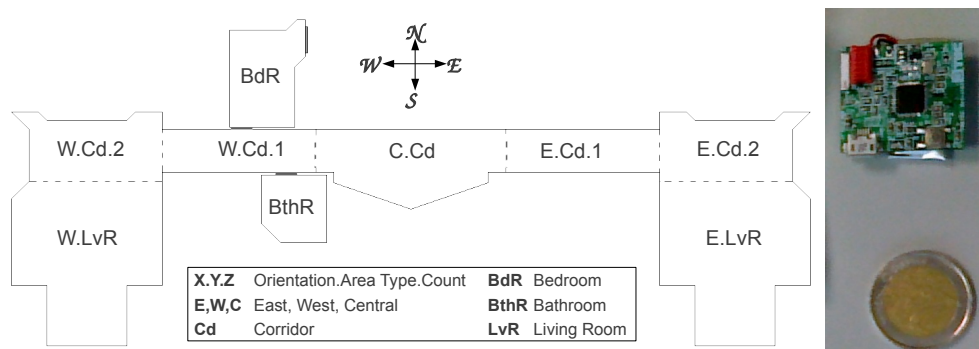 N
W E
S
BdR
W.Cd.2 W.Cd.1 C.Cd E.Cd.1 E.Cd.2
BthR
W.LvR E.LvR
X.Y.Z Orientation.Area Type.Count BdR Bedroom
E,W,C East, West, Central BthR Bathroom
Cd Corridor LvR Living Room